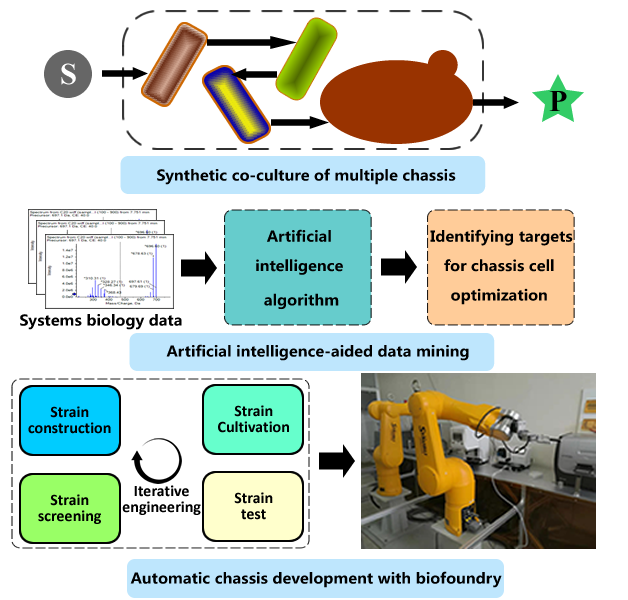 S
P
Synthetic co-culture of multiple chassis
Systems biology data
Artificial
intelligence
algorithm
Identifying targets
for chassis cell
optimization
Artificial intelligence-aided data mining
Strain
construction
Strain
Cultivation
Iterative
engineering
Strain
screening
Strain
test
Automatic chassis development with biofoundry